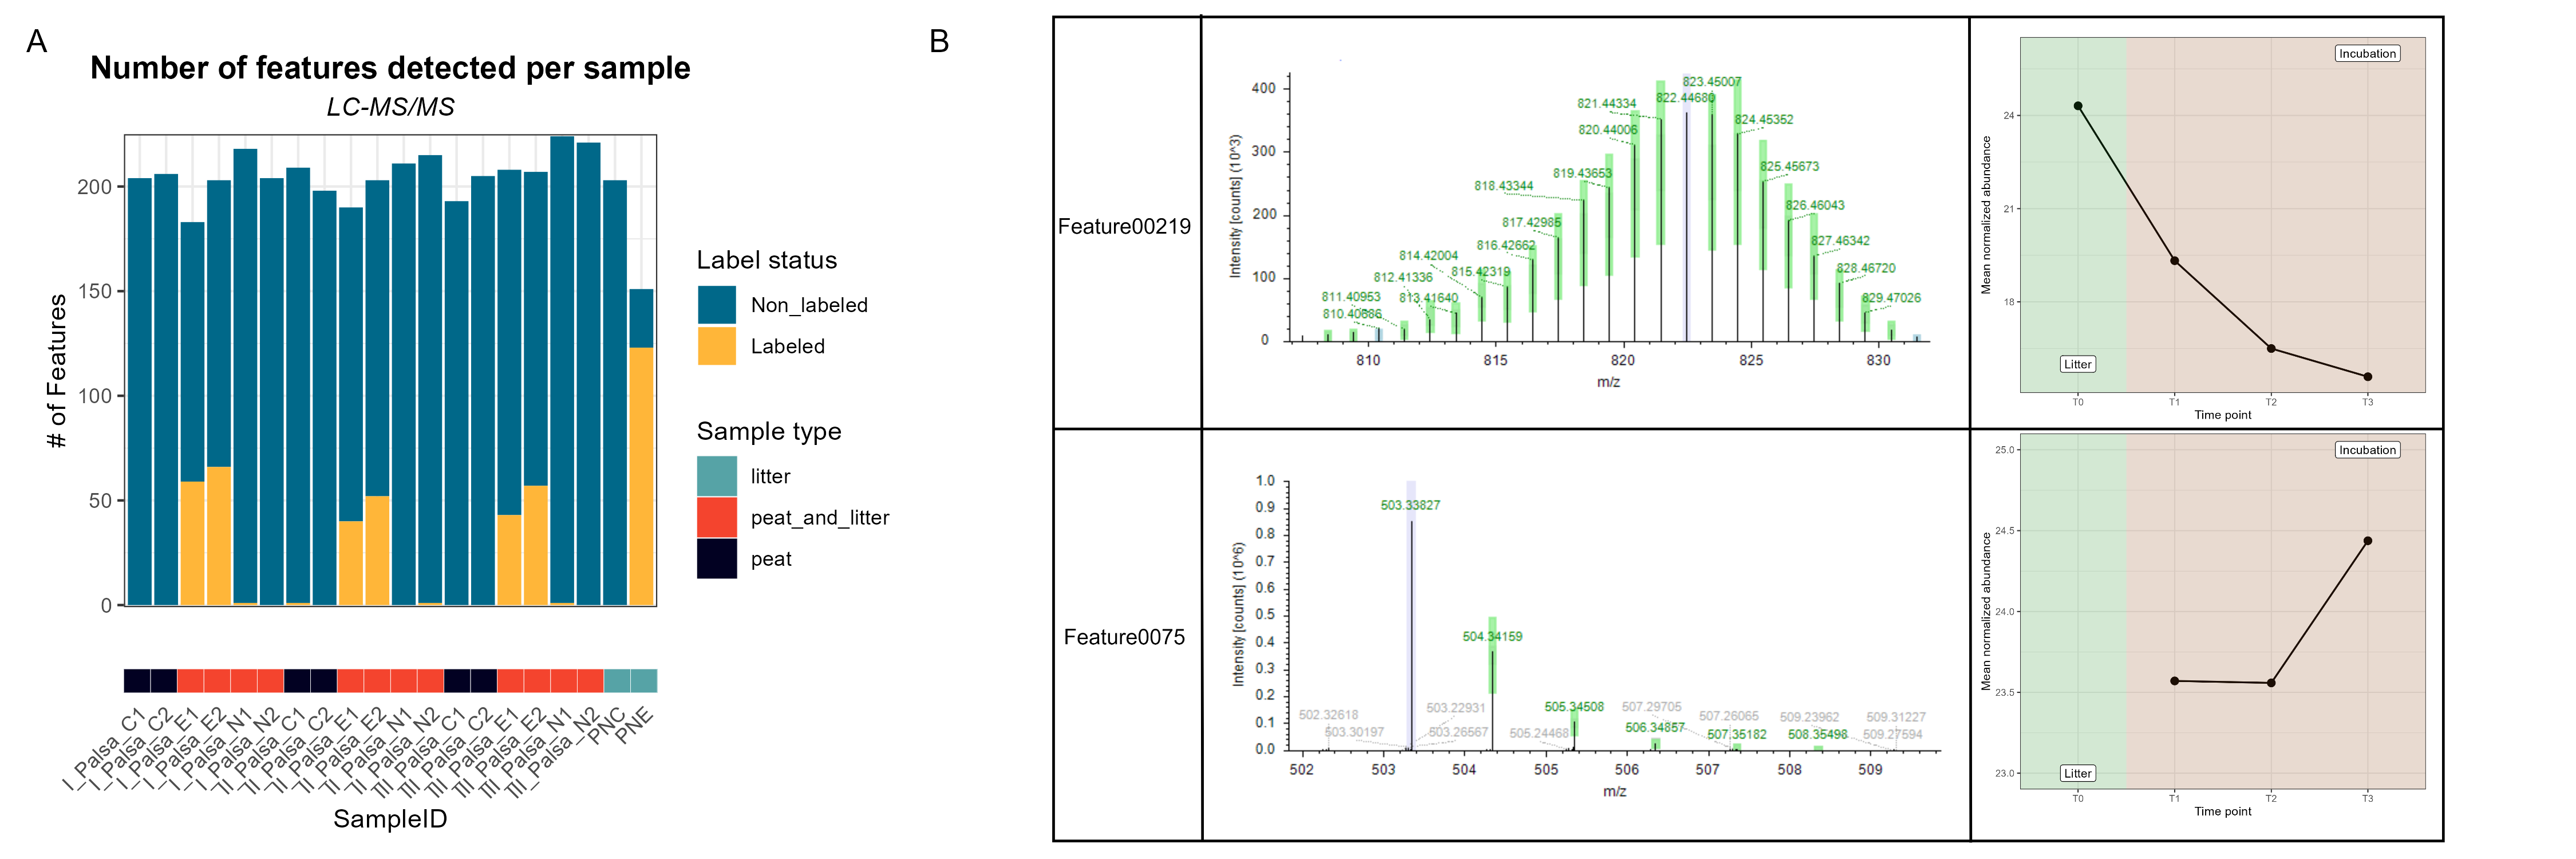 A
Number of features detected per sample
LC-MS/MS
# of Features
200
150
100
50
0
I_Palsa_C1
I_Palsa_C2
I_Palsa_E1
I_Palsa_E2
I_Palsa_N1
I_Palsa_N2
II_Palsa_C1
II_Palsa_C2
II_Palsa_E1
II_Palsa_E2
II_Palsa_N1
II_Palsa_N2
III_Palsa_C1
III_Palsa_C2
III_Palsa_E1
III_Palsa_E2
III_Palsa_N1
III_Palsa_N2
PNC
PNE
SampleID
Label status
Non_labeled
Labeled
Sample type
litter
peat_and_litter
peat
B
Feature00219
Intensity [counts] (10^3)
400
300
200
100
0
823.45007
822.44680
821.44334
824.45352
820.44006
825.45673
819.43653
818.43344
826.46043
817.42985
827.46342
816.42662
814.42004
828.46720
815.42319
812.41336
811.40953
813.41640
829.47026
810.40686
810
815
820
825
830
m/z
Incubation
Mean normalized abundance
24
21
18
Litter
T0
T1
T2
T3
Time point
Feature0075
Intensity [counts] (10^6)
1.0
0.9
0.8
0.7
0.6
0.5
0.4
0.3
0.2
0.1
0.0
503.33827
504.34159
502.32618
503.30197
503.22931
503.26567
505.34508
505.24468
507.29705
506.34857
507.26065
507.35182
509.23962
508.35498
509.31227
509.27594
502
503
504
505
506
507
508
509
m/z
Incubation
Mean normalized abundance
25.0
24.5
24.0
23.5
23.0
Litter
T0
T1
T2
T3
Time point